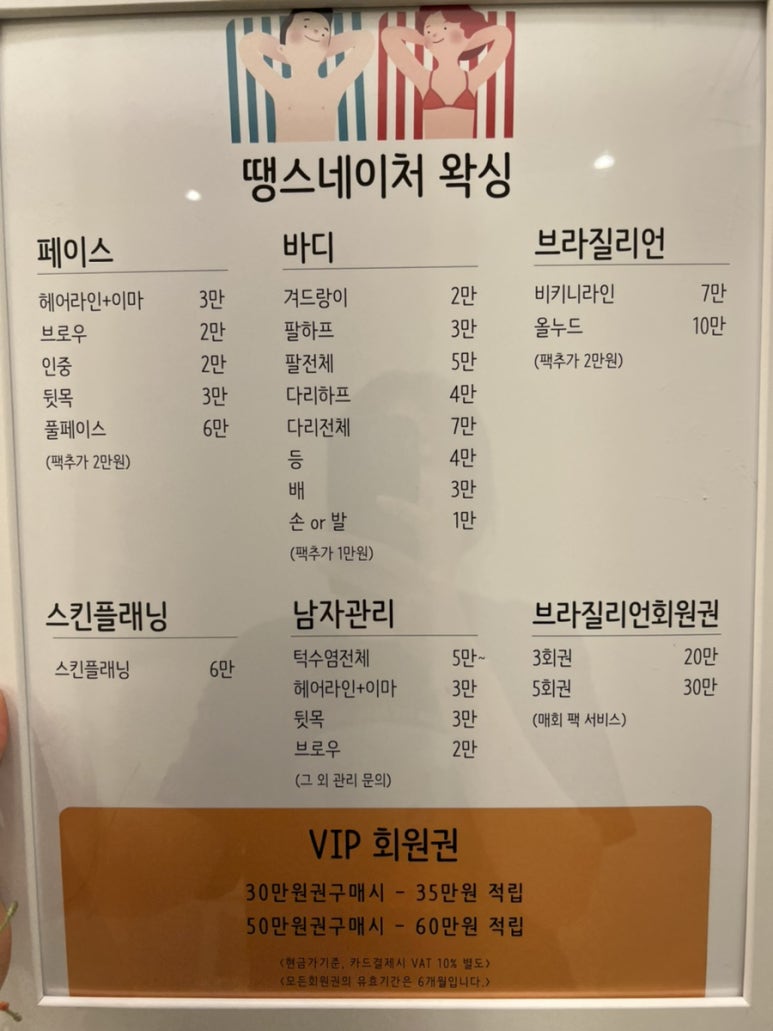 땡스네이처 왁싱
페이스
헤어라인+이마 3만
브로우 2만
인중 2만
뒷목 3만
풀페이스 6만
(팩추가 2만원)
바디
겨드랑이 2만
팔하프 3만
팔전체 5만
다리하프 4만
다리전체 7만
등 4만
배 3만
손 or 발 1만
(팩추가 1만원)
브라질리언
비키니라인 7만
올누드 10만
(팩추가 2만원)
스킨플래닝
스킨플래닝 6만
남자관리
턱수염전체 5만~
헤어라인+이마 3만
뒷목 3만
브로우 2만
(그 외 관리 문의)
브라질리언회원권
3회권 20만
5회권 30만
(매회 팩 서비스)
VIP 회원권
30만원권구매시 - 35만원 적립
50만원권구매시 - 60만원 적립
<현금가기준, 카드결제시 VAT 10% 별도>
<모든회원권의 유효기간은 6개월입니다.>